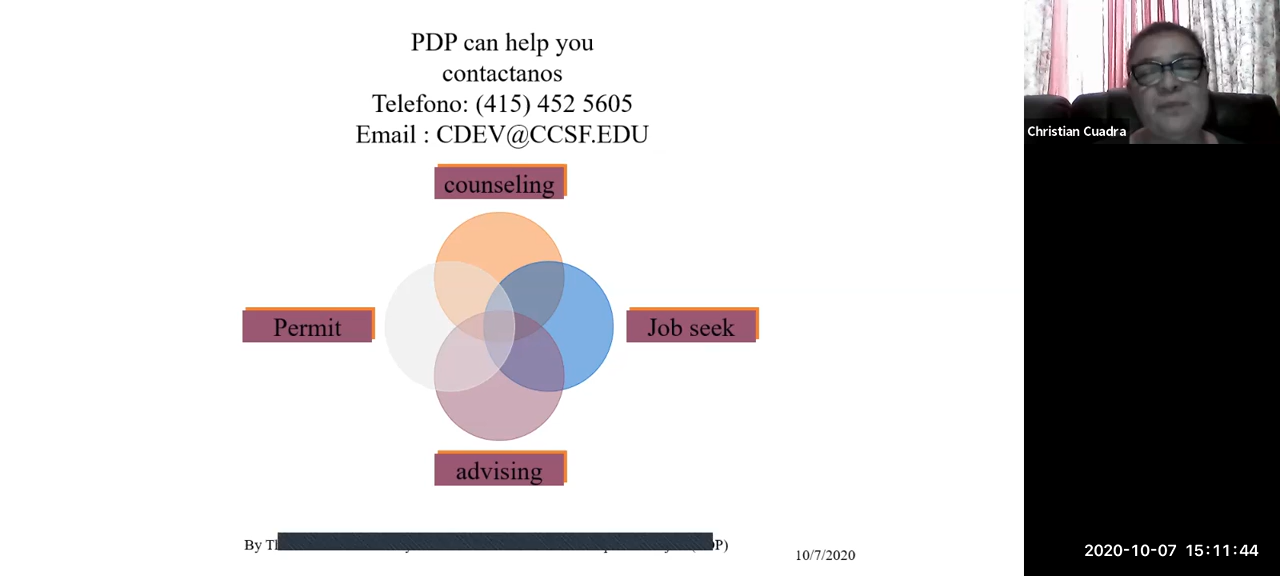 PDP can help you
contactanos
Telefono: (415) 452 5605
Email : CDEV@CCSF.EDU
counseling
Permit
Job seek
advising
By
10/7/2020
Christian Cuadra
2020-10-07 15:11:44